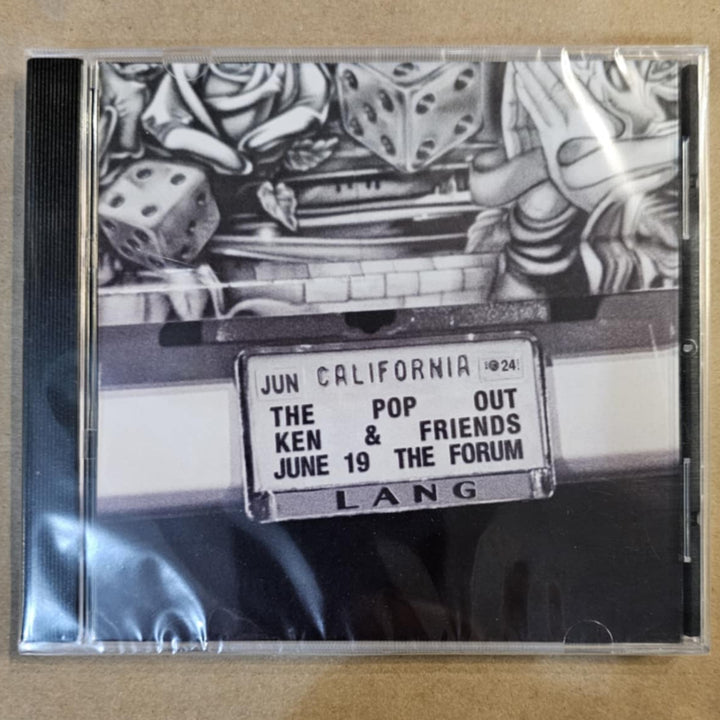 JUN CALIFORNIA 24
THE POP OUT
KEN & FRIENDS
JUNE 19 THE FORUM
LANG